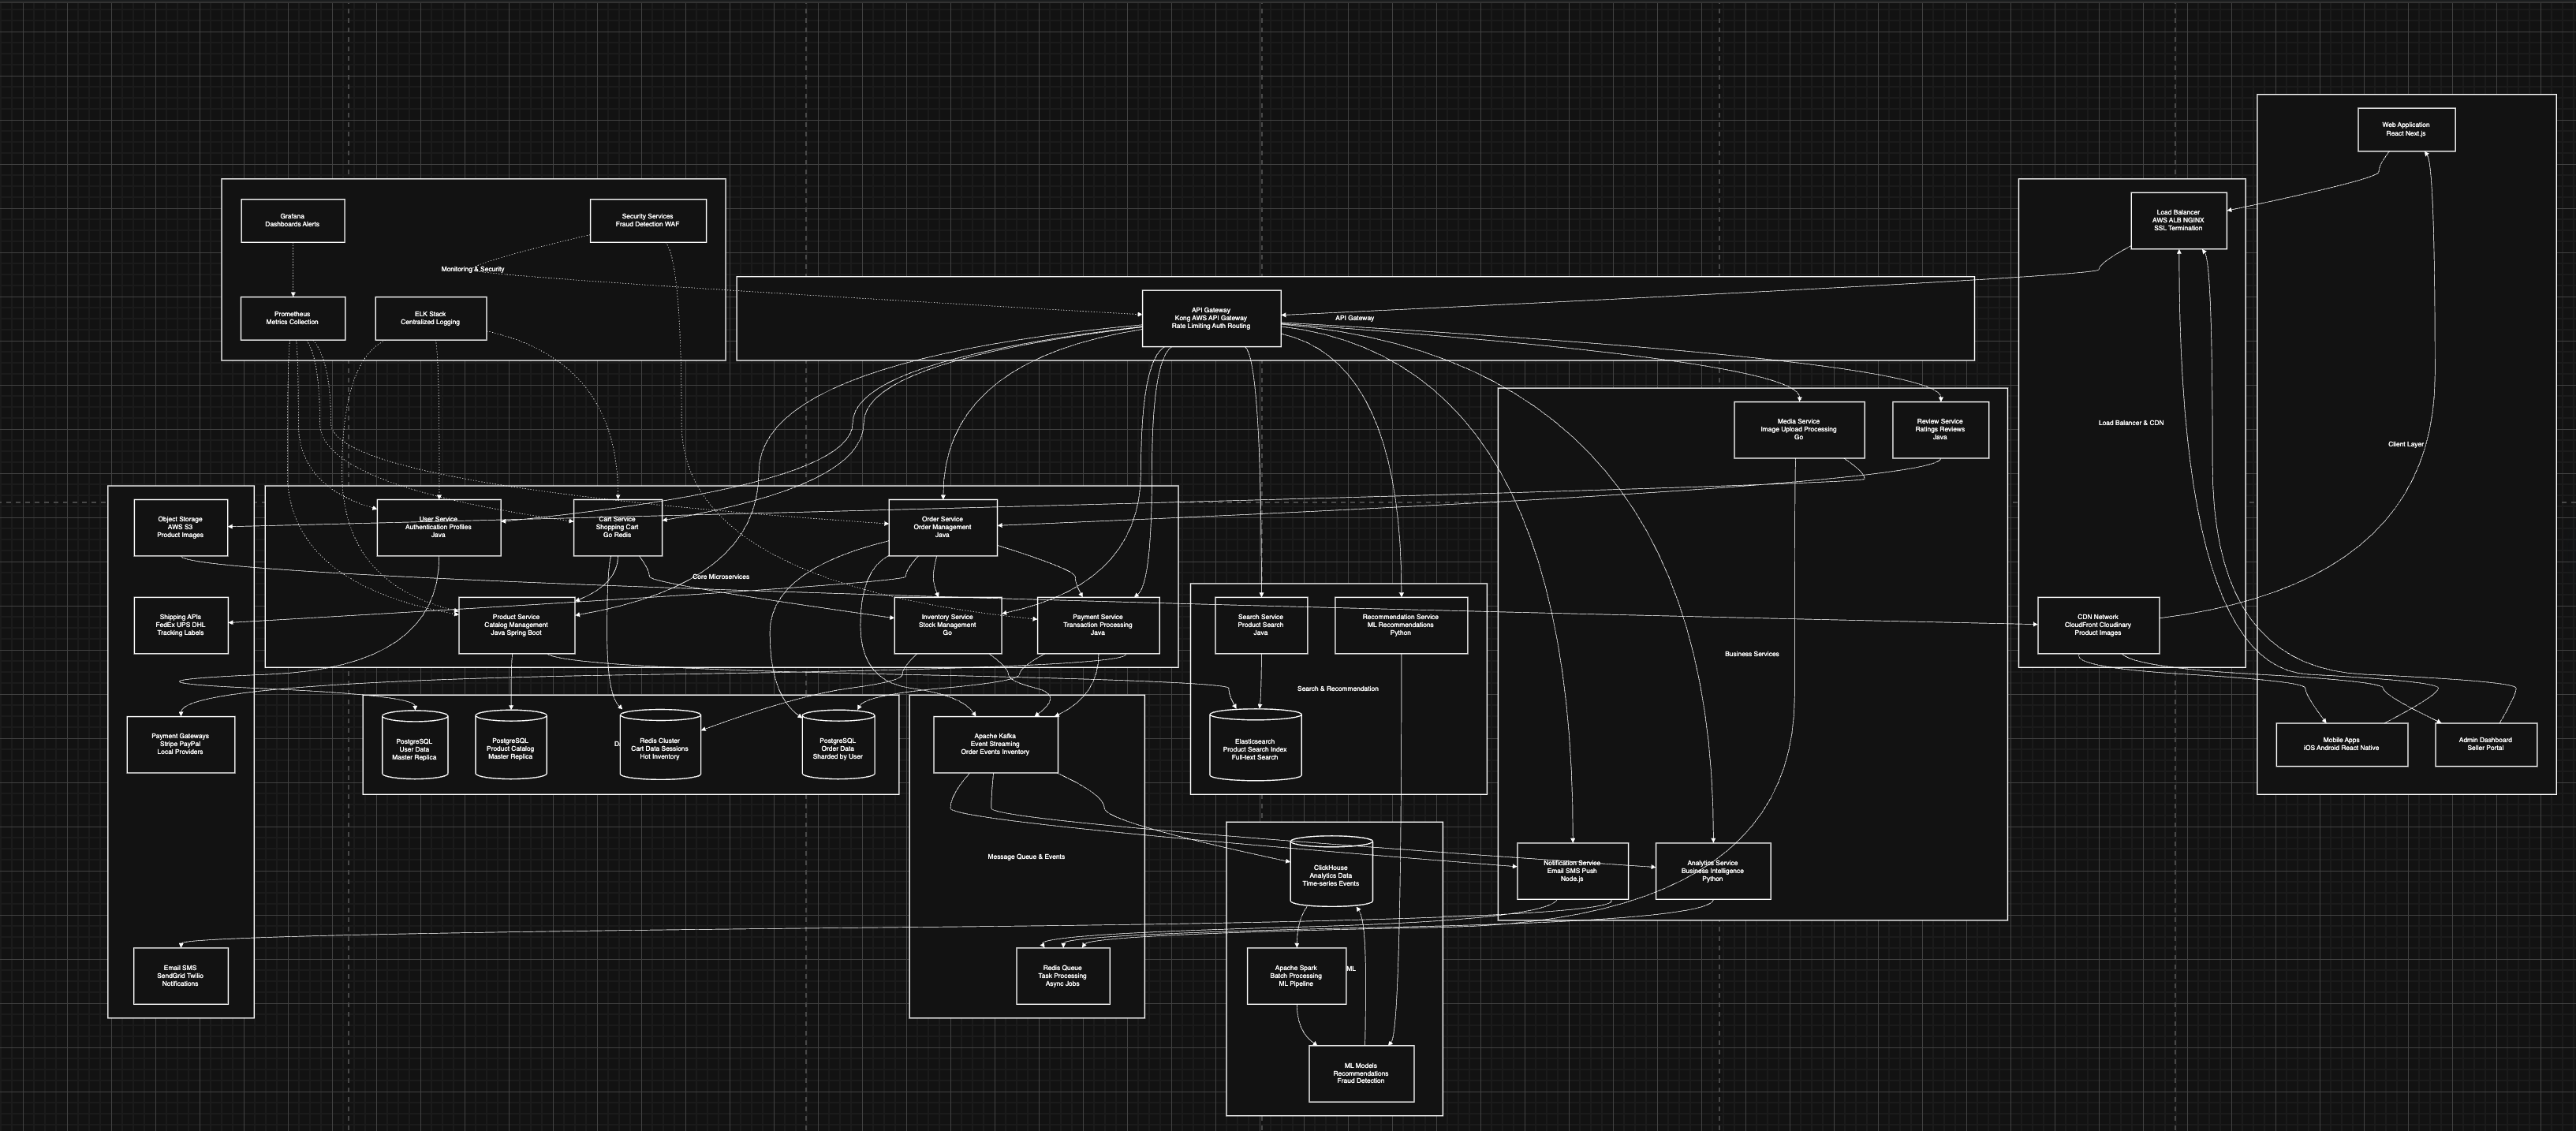 Web Application
React Next.js
Grafana
Dashboards Alerts
Security Services
Fraud Detection WAF
Load Balancer
AWS ALB NGINX
SSL Termination
Monitoring & Security
Prometheus
Metrics Collection
ELK Stack
Centralized Logging
API Gateway
Kong AWS API Gateway
Rate Limiting Auth Routing
API Gateway
Media Service
Image Upload Processing
Go
Review Service
Ratings Reviews
Java
Load Balancer & CDN
Client Layer
Object Storage
AWS S3
Product Images
User Service
Authentication Profiles
Java
Cart Service
Shopping Cart
Go Redis
Order Service
Order Management
Java
Core Microservices
Shipping APIs
FedEx UPS DHL
Tracking Labels
Product Service
Catalog Management
Java Spring Boot
Inventory Service
Stock Management
Go
Payment Service
Transaction Processing
Java
Search Service
Product Search
Java
Recommendation Service
ML Recommendations
Python
CDN Network
CloudFront Cloudinary
Product Images
Business Services
Search & Recommendation
Payment Gateways
Stripe PayPal
Local Providers
PostgreSQL
User Data
Master Replica
PostgreSQL
Product Catalog
Master Replica
Redis Cluster
Cart Data Sessions
Hot Inventory
PostgreSQL
Order Data
Sharded by User
Apache Kafka
Event Streaming
Order Events Inventory
Elasticsearch
Product Search Index
Full-text Search
Mobile Apps
iOS Android React Native
Admin Dashboard
Seller Portal
Message Queue & Events
ClickHouse
Analytics Data
Time-series Events
Notification Service
Email SMS Push
Node.js
Analytics Service
Business Intelligence
Python
Email SMS
SendGrid Twilio
Notifications
Redis Queue
Task Processing
Async Jobs
Apache Spark
Batch Processing
ML Pipeline
ML
ML Models
Recommendations
Fraud Detection